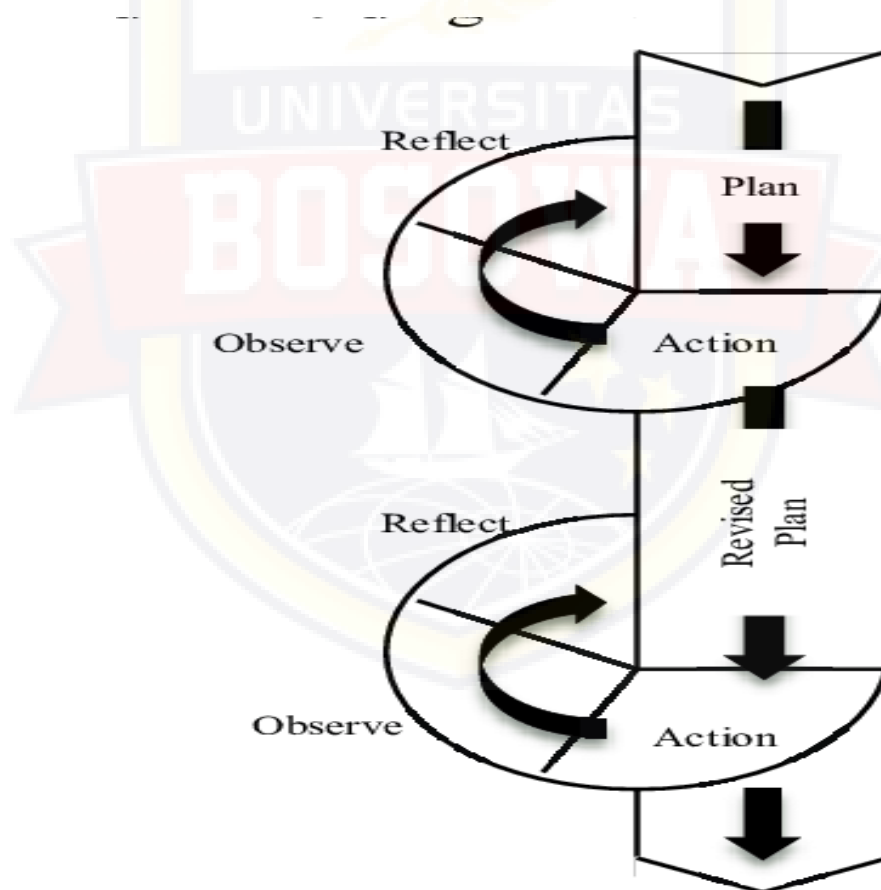 UNIVERSITAS
BOSOWA
Reflect
Plan
Observe
Action
Revised
Plan
Reflect
Observe
Action